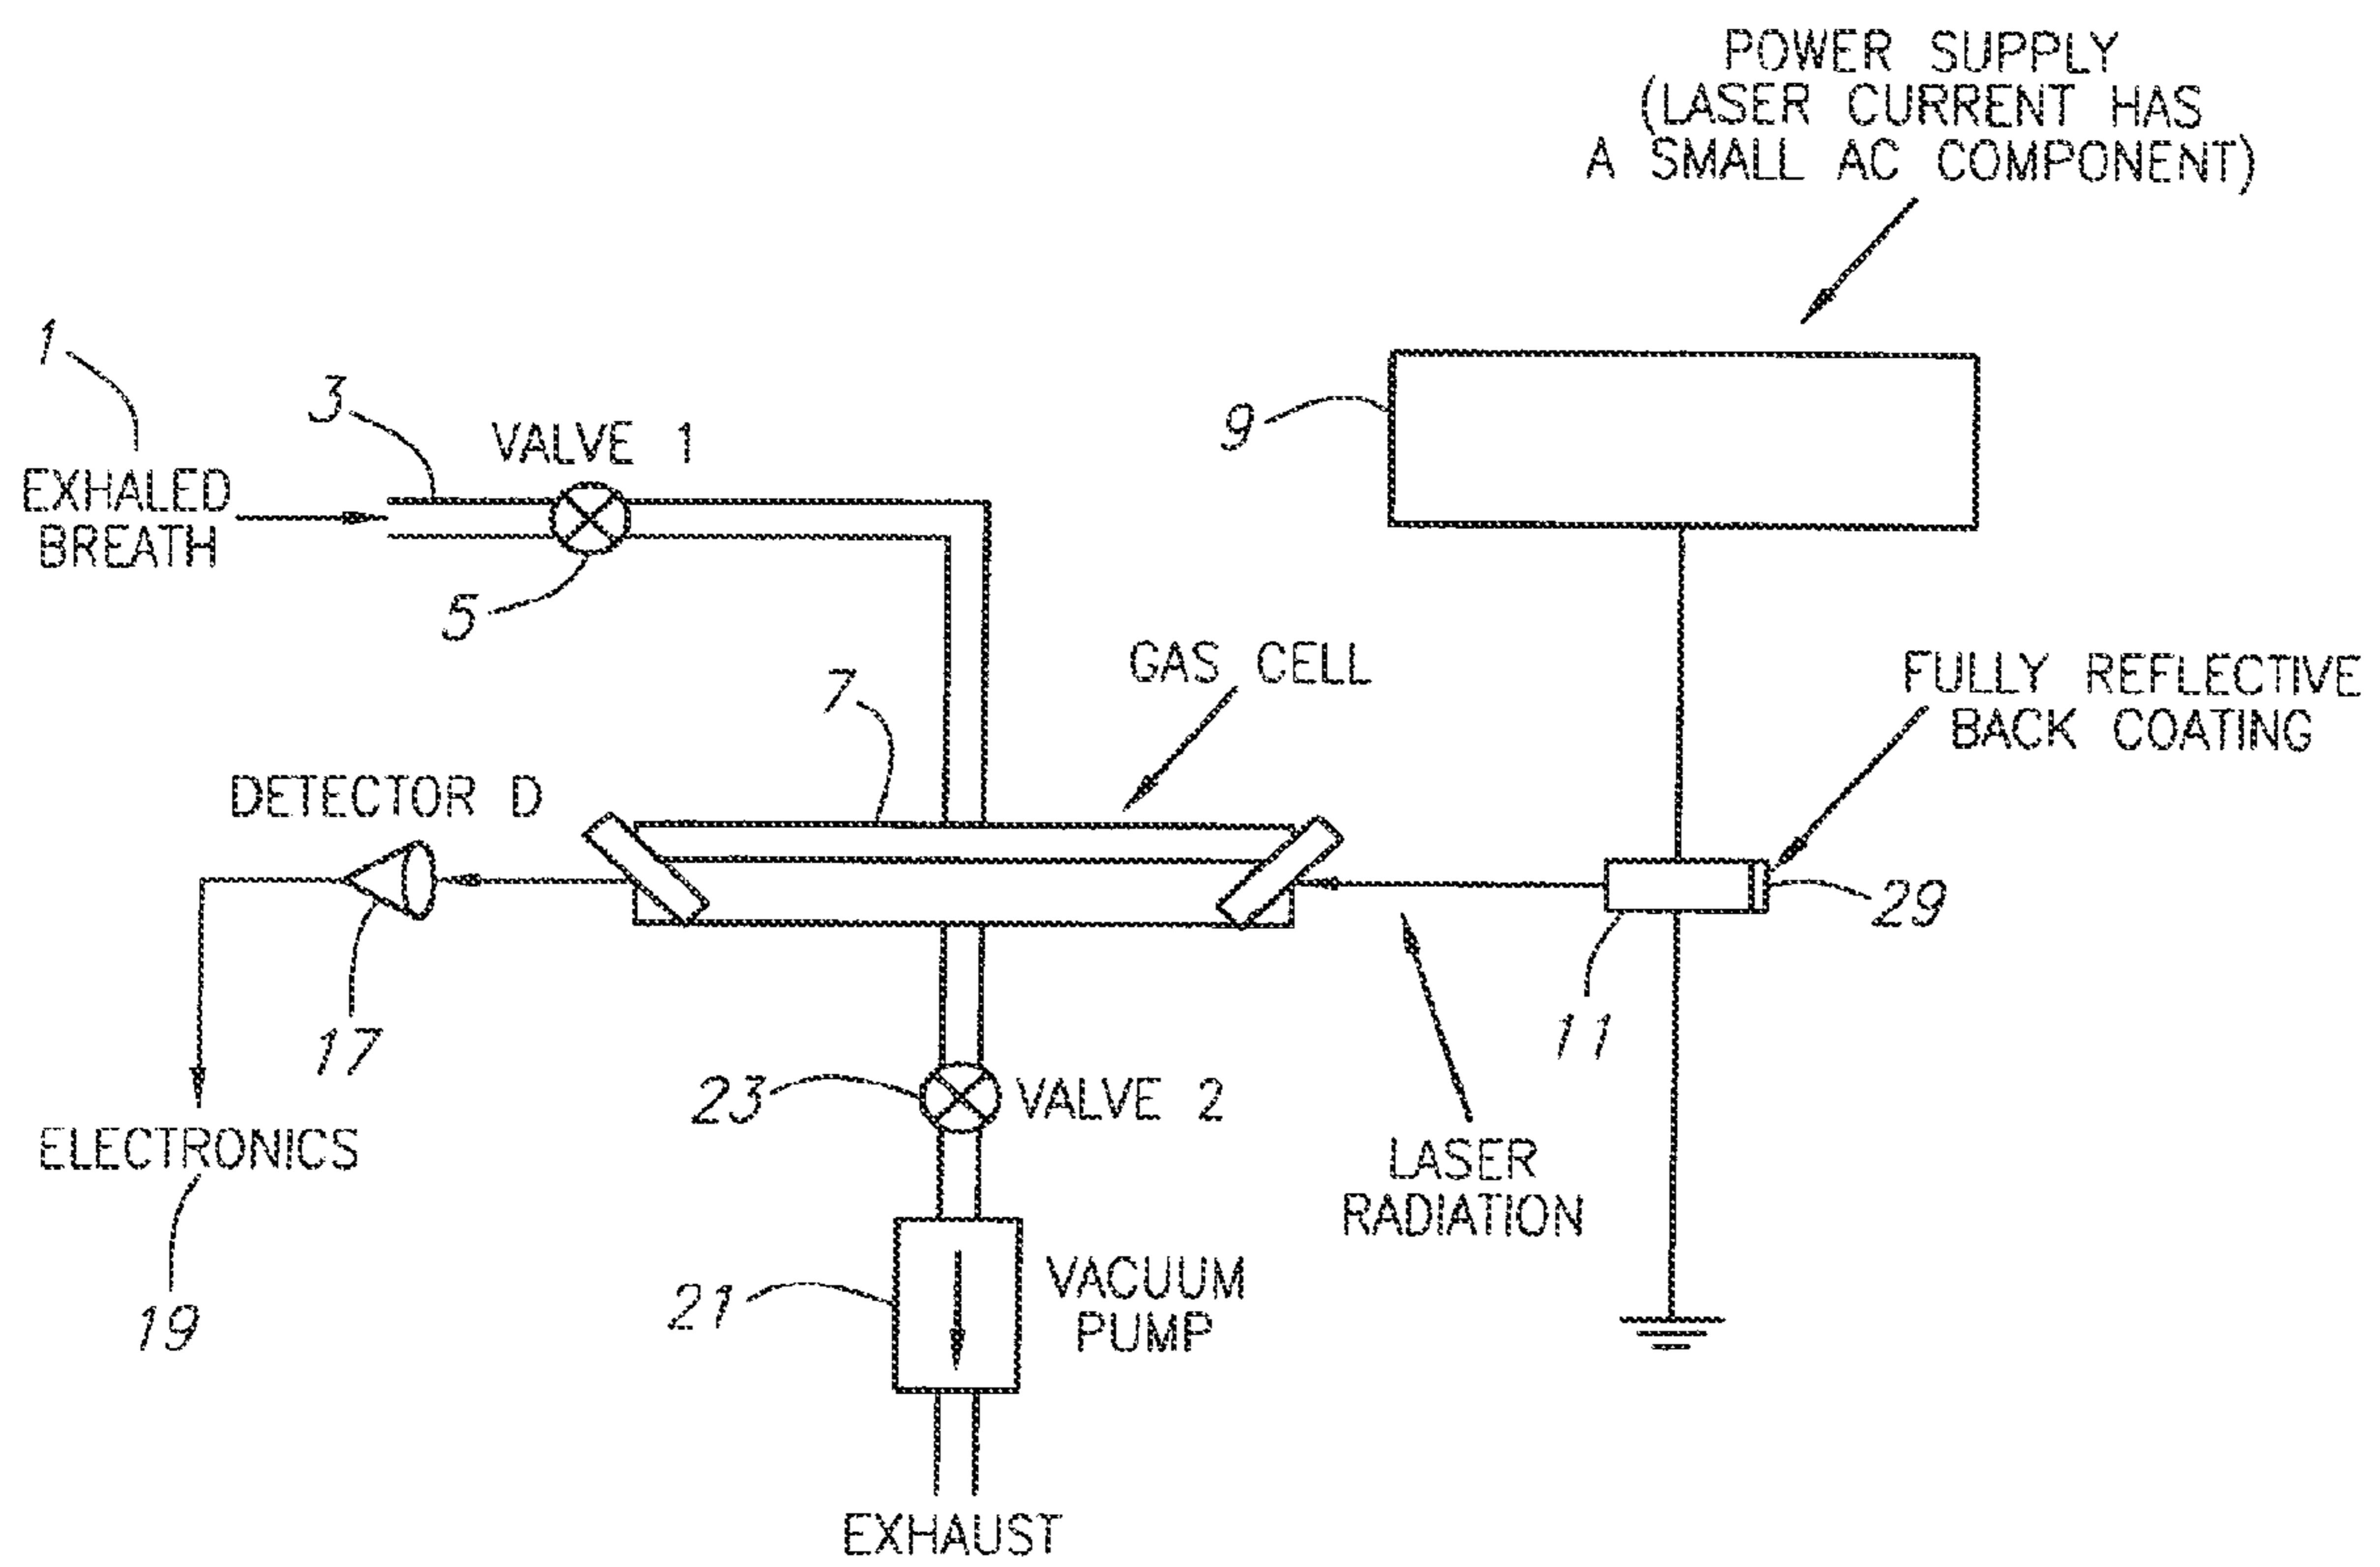 POWER SUPPLY
(LASER CURRENT HAS
A SMALL AC COMPONENT)
1
3
VALVE 1
9
EXHALED
BREATH
5
GAS CELL
FULLY REFLECTIVE
BACK COATING
7
DETECTOR D
29
17
11
23
VALVE 2
ELECTRONICS
LASER
RADIATION
19
21
VACUUM
PUMP
EXHAUST